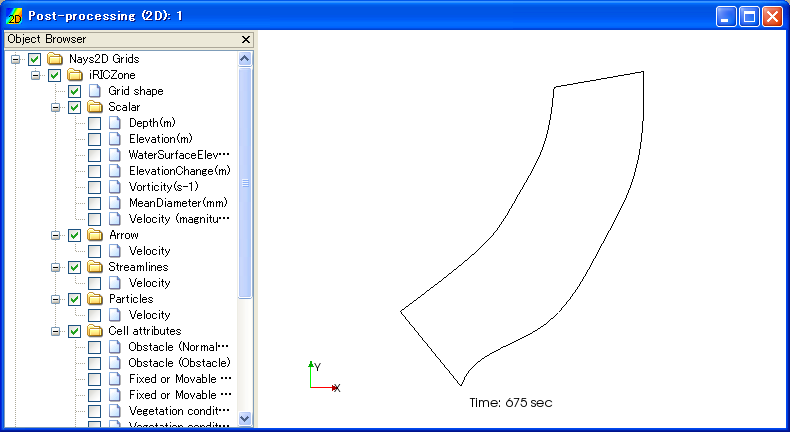 2D
Post-processing (2D): 1
Object Browser
Nays2D Grids
iRICZone
Grid shape
Scalar
Depth(m)
Elevation(m)
WaterSurfaceElev…
ElevationChange(m)
Vorticity(s-1)
MeanDiameter(mm)
Velocity (magnitu…
Arrow
Velocity
Streamlines
Velocity
Particles
Velocity
Cell attributes
Obstacle (Normal…
Obstacle (Obstacle)
Fixed or Movable …
Fixed or Movable …
Vegetation condit…
Vegetation condit…
Y
X
Time: 675 sec